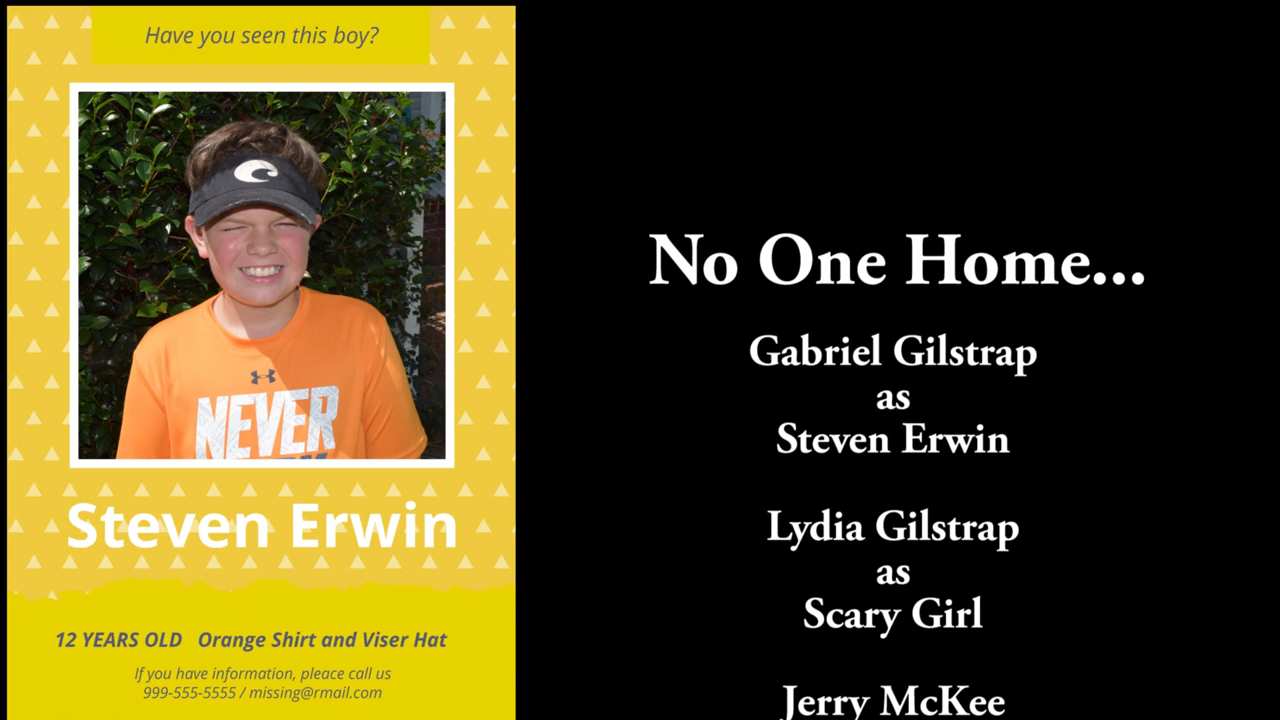 Have you seen this boy?
NEVER
Steven Erwin
12 YEARS OLD Orange Shirt and Viser Hat
If you have information, pleace call us
999-555-5555 / missing@rmail.com
No One Home...
Gabriel Gilstrap
as
Steven Erwin
Lydia Gilstrap
as
Scary Girl
Jerry McKee